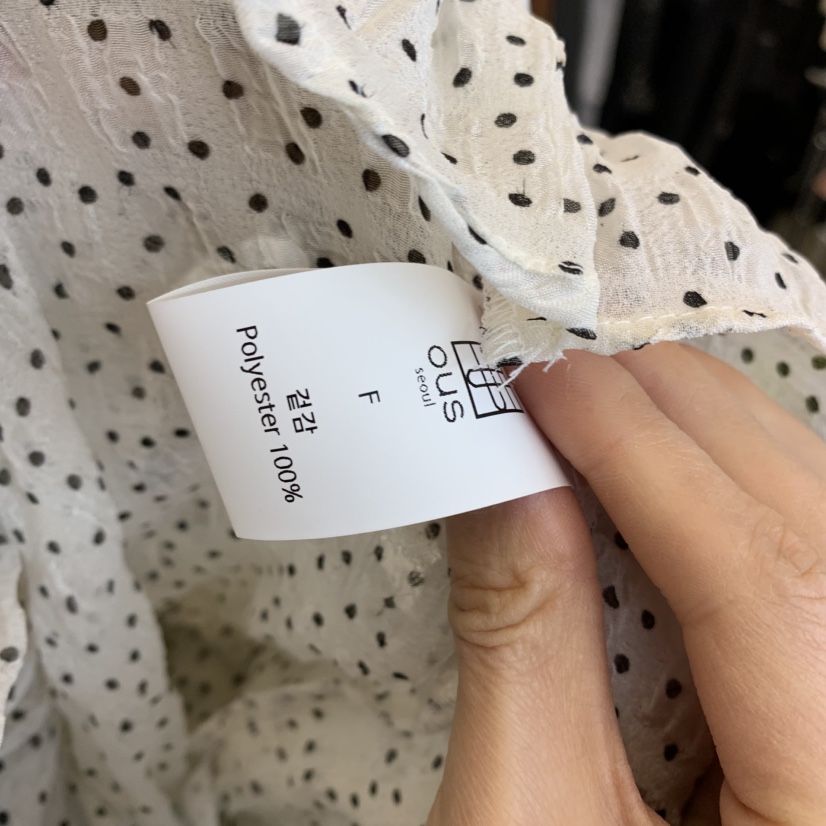 ous
seoul
F
겉감
Polyester 100%